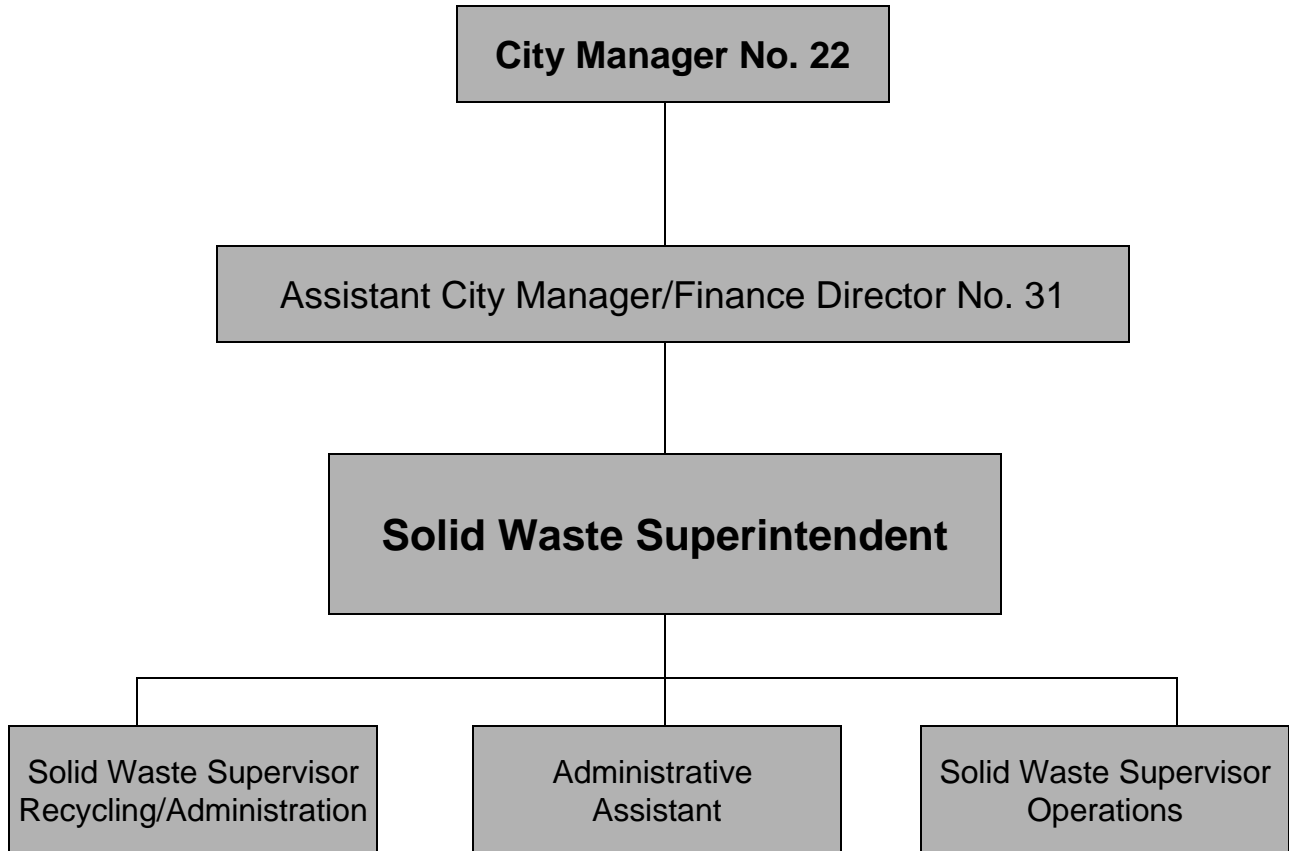 City Manager No. 22
Assistant City Manager/Finance Director No. 31
Solid Waste Superintendent
Solid Waste Supervisor
Recycling/Administration
Administrative
Assistant
Solid Waste Supervisor
Operations